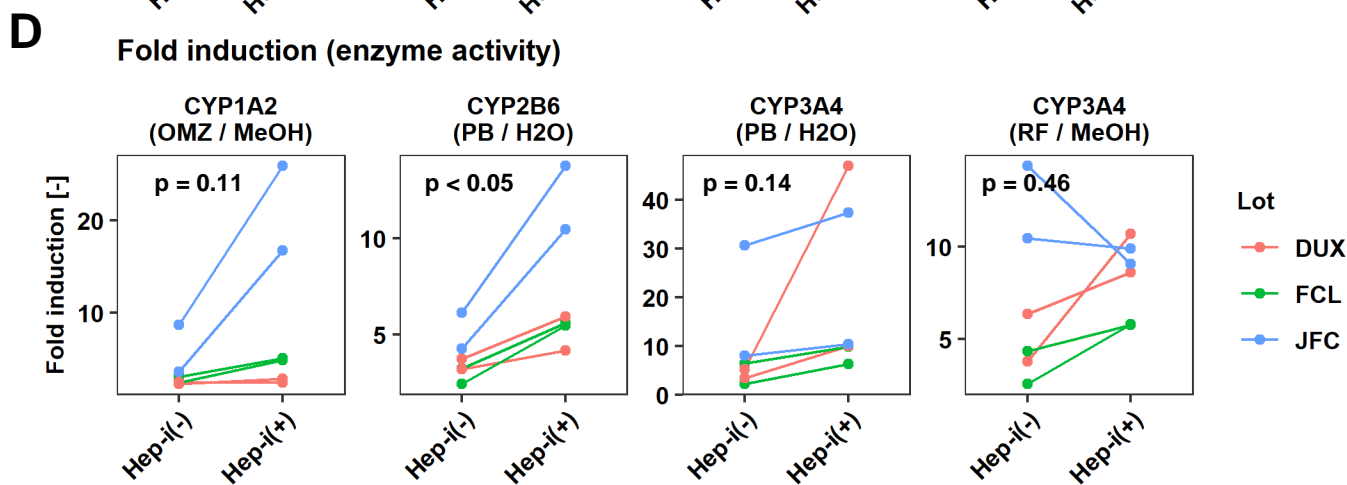 D
Fold induction (enzyme activity)
CYP1A2
(OMZ / MeOH)
CYP2B6
(PB / H2O)
CYP3A4
(PB / H2O)
CYP3A4
(RF / MeOH)
Fold induction [-]
p = 0.11
20
10
p < 0.05
10
5
p = 0.14
40
30
20
10
0
p = 0.46
10
5
Hep-i(-)
Hep-i(+)
Hep-i(-)
Hep-i(+)
Hep-i(-)
Hep-i(+)
Hep-i(-)
Hep-i(+)
Lot
DUX
FCL
JFC